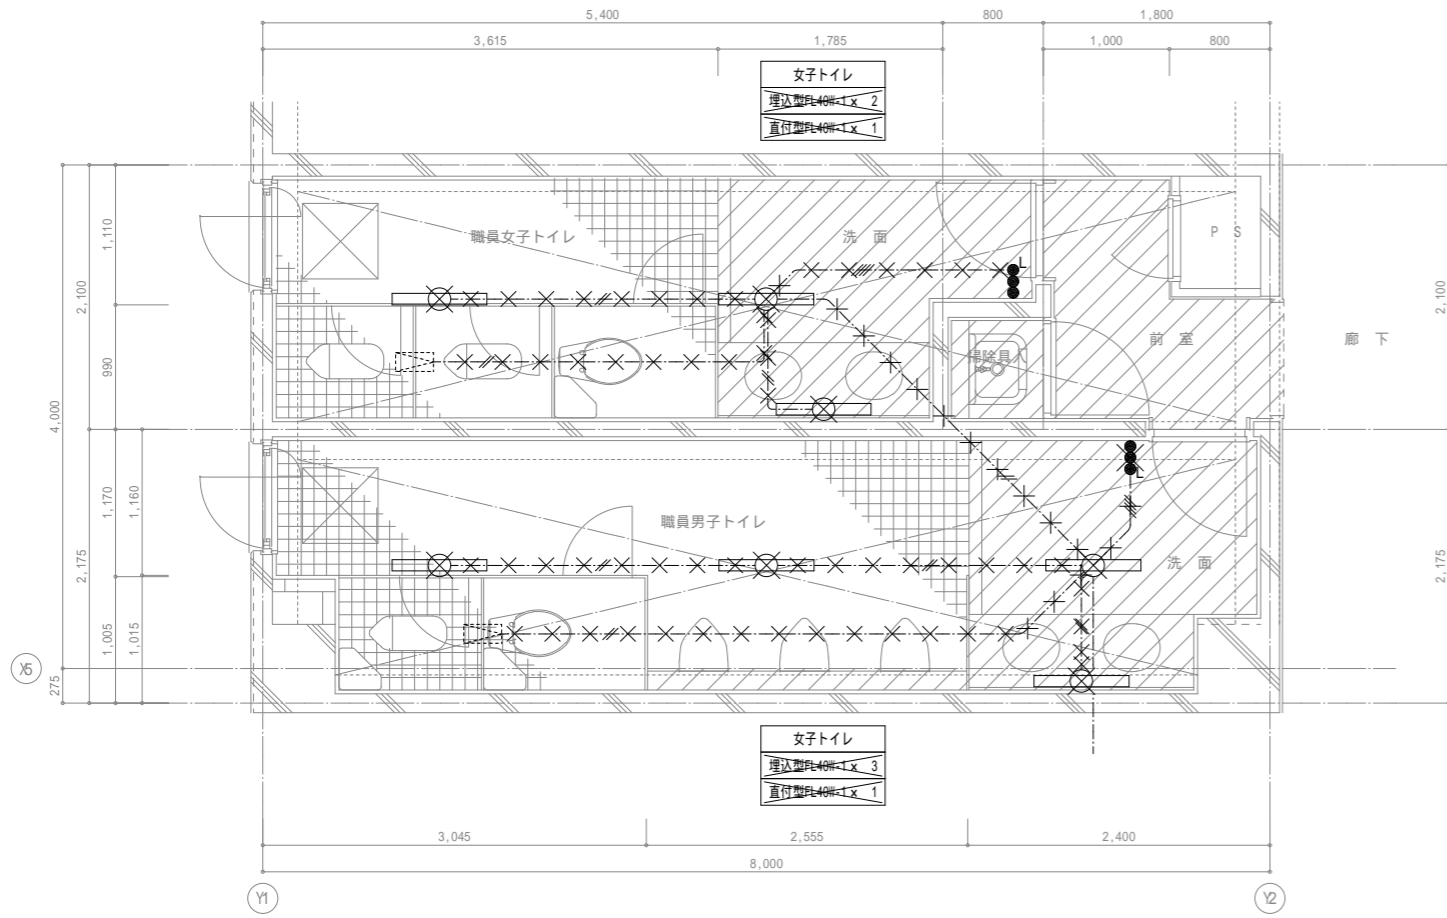 5,400
800
1,800
3,615
1,785
1,000
800
女子トイレ
埋込型FL40W-1 x 2
直付型FL40W-1 x 1
1,110
2,100
990
4,000
職員女子トイレ
洗 面
P S
L
掃除具入
前 室
廊 下
2,100
1,170
1,160
2,175
1,005
1,015
275
X5
職員男子トイレ
L
洗 面
2,175
女子トイレ
埋込型FL40W-1 x 3
直付型FL40W-1 x 1
3,045
2,555
2,400
8,000
Y1
Y2